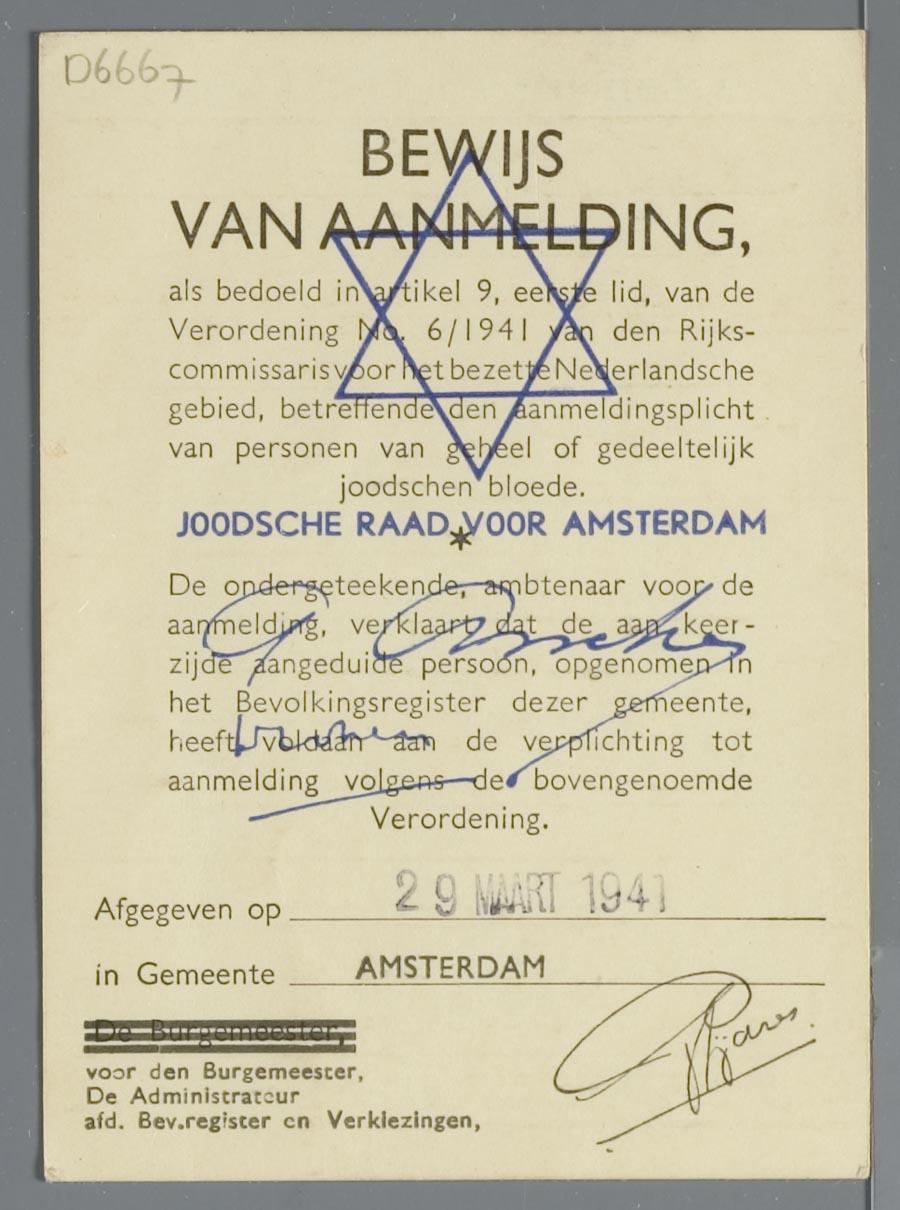 D6667
BEWIJS
VAN AANMELDING,
als bedoeld in artikel 9, eerste lid, van de
Verordening No. 6/1941 van den Rijks-
commissaris voor het bezette Nederlandsche
gebied, betreffende den aanmeldingsplicht
van personen van geheel of gedeeltelijk
joodschen bloede.
JOODSCHE RAAD VOOR AMSTERDAM
*
De ondergeteekende, ambtenaar voor de
aanmelding, verklaart dat de aan keer-
zijde aangeduide persoon, opgenomen in
het Bevolkingsregister dezer gemeente,
heeft voldaan aan de verplichting tot
aanmelding volgens de bovengenoemde
Verordening.
Afgegeven op 29 MAART 1941
in Gemeente AMSTERDAM
De Burgemeester,
voor den Burgemeester,
De Administrateur
afd. Bev.register en Verkiezingen,